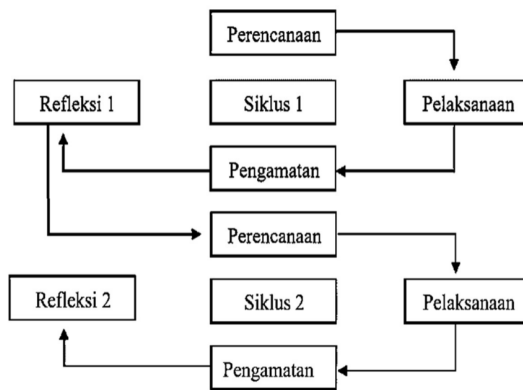 Perencanaan
Refleksi 1
Siklus 1
Pelaksanaan
Pengamatan
Perencanaan
Refleksi 2
Siklus 2
Pelaksanaan
Pengamatan